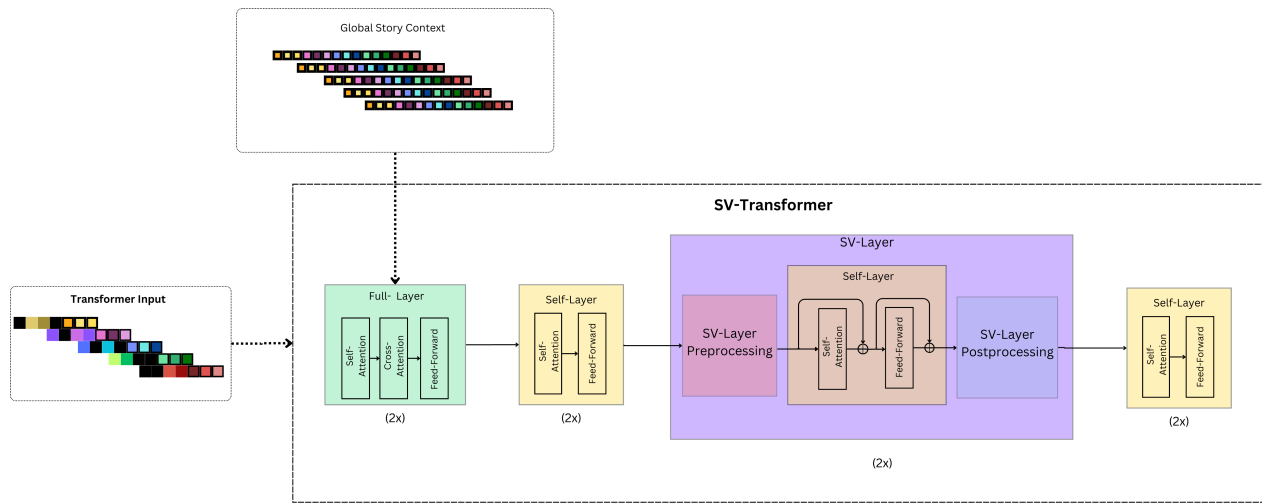 Global Story Context
SV-Transformer
Transformer Input
Full- Layer
Self-
Attention
Cross-
Attention
Feed-Forward
(2x)
Self-Layer
Self-
Attention
Feed-Forward
(2x)
SV-Layer
SV-Layer
Preprocessing
Self-Layer
Self-
Attention
Feed-Forward
SV-Layer
Postprocessing
(2x)
Self-Layer
Self-
Attention
Feed-Forward
(2x)